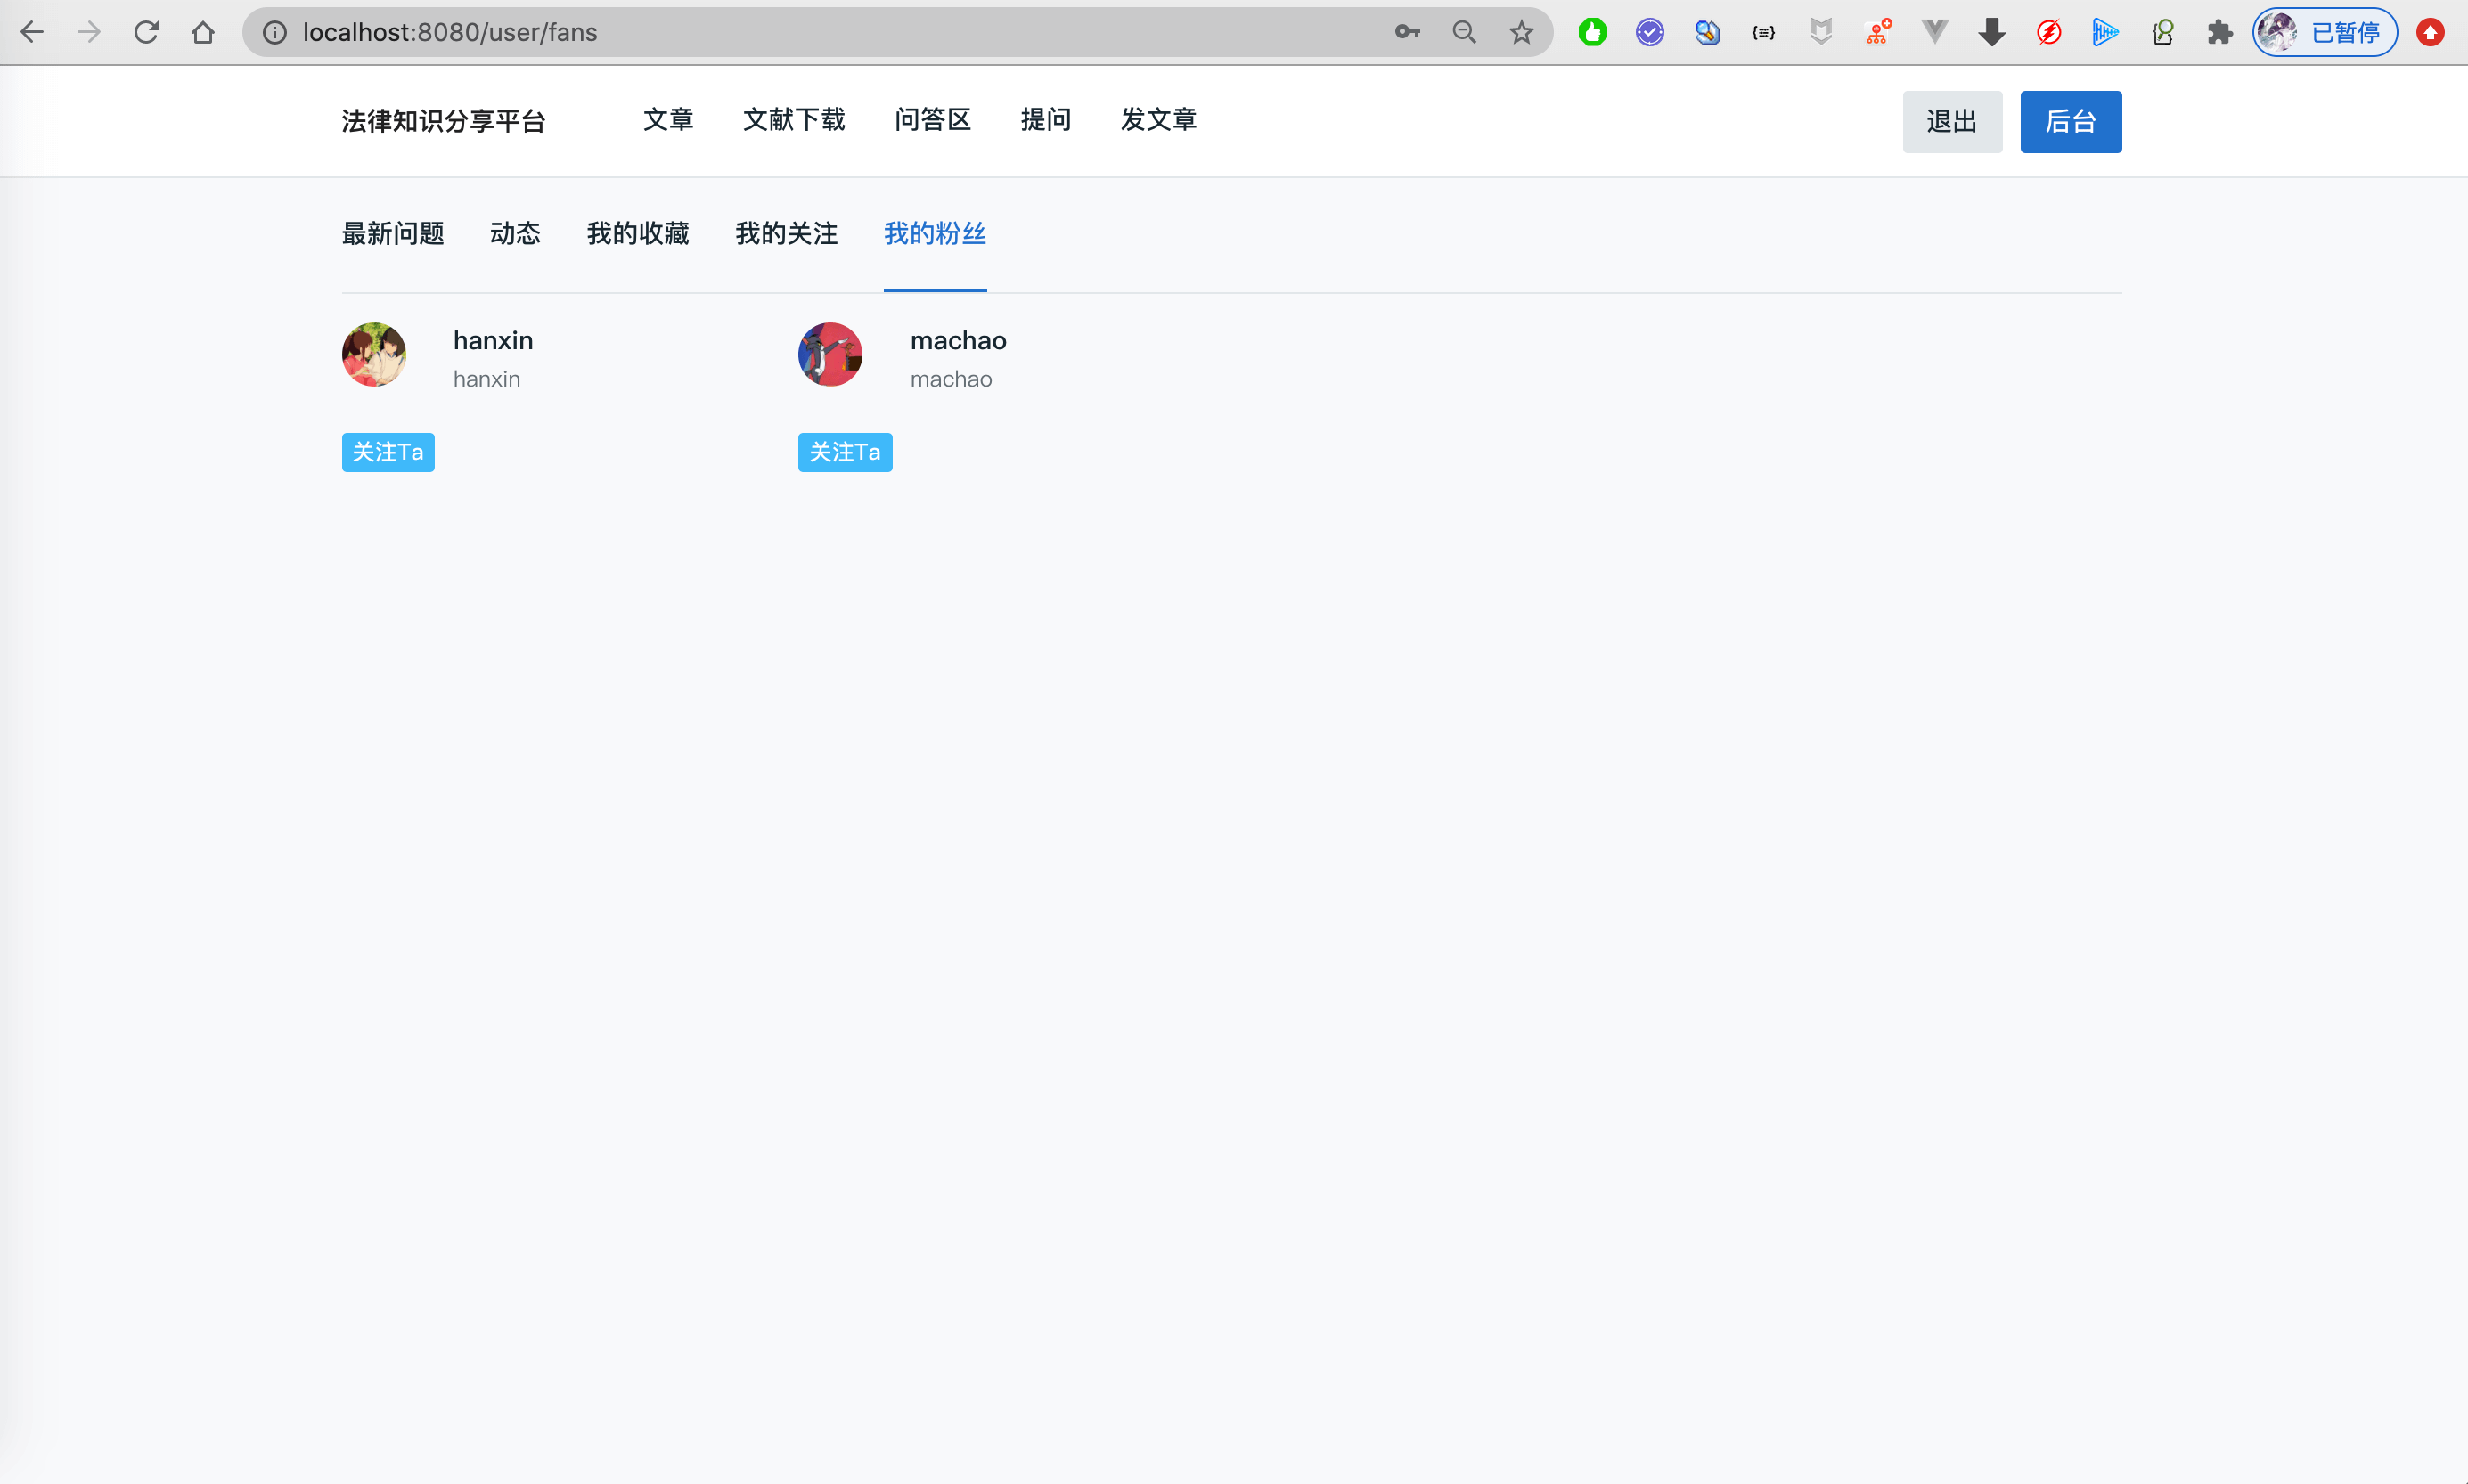 localhost:8080/user/fans
已暂停
法律知识分享平台 文章 文献下载 问答区 提问 发文章 退出 后台
最新问题 动态 我的收藏 我的关注 我的粉丝
hanxin machao
hanxin machao
关注Ta 关注Ta